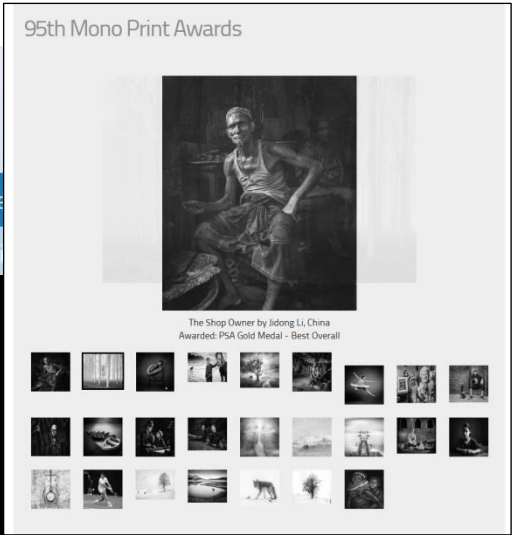 95th Mono Print Awards
The Shop Owner by Jidong Li, China
Awarded: PSA Gold Medal - Best Overall